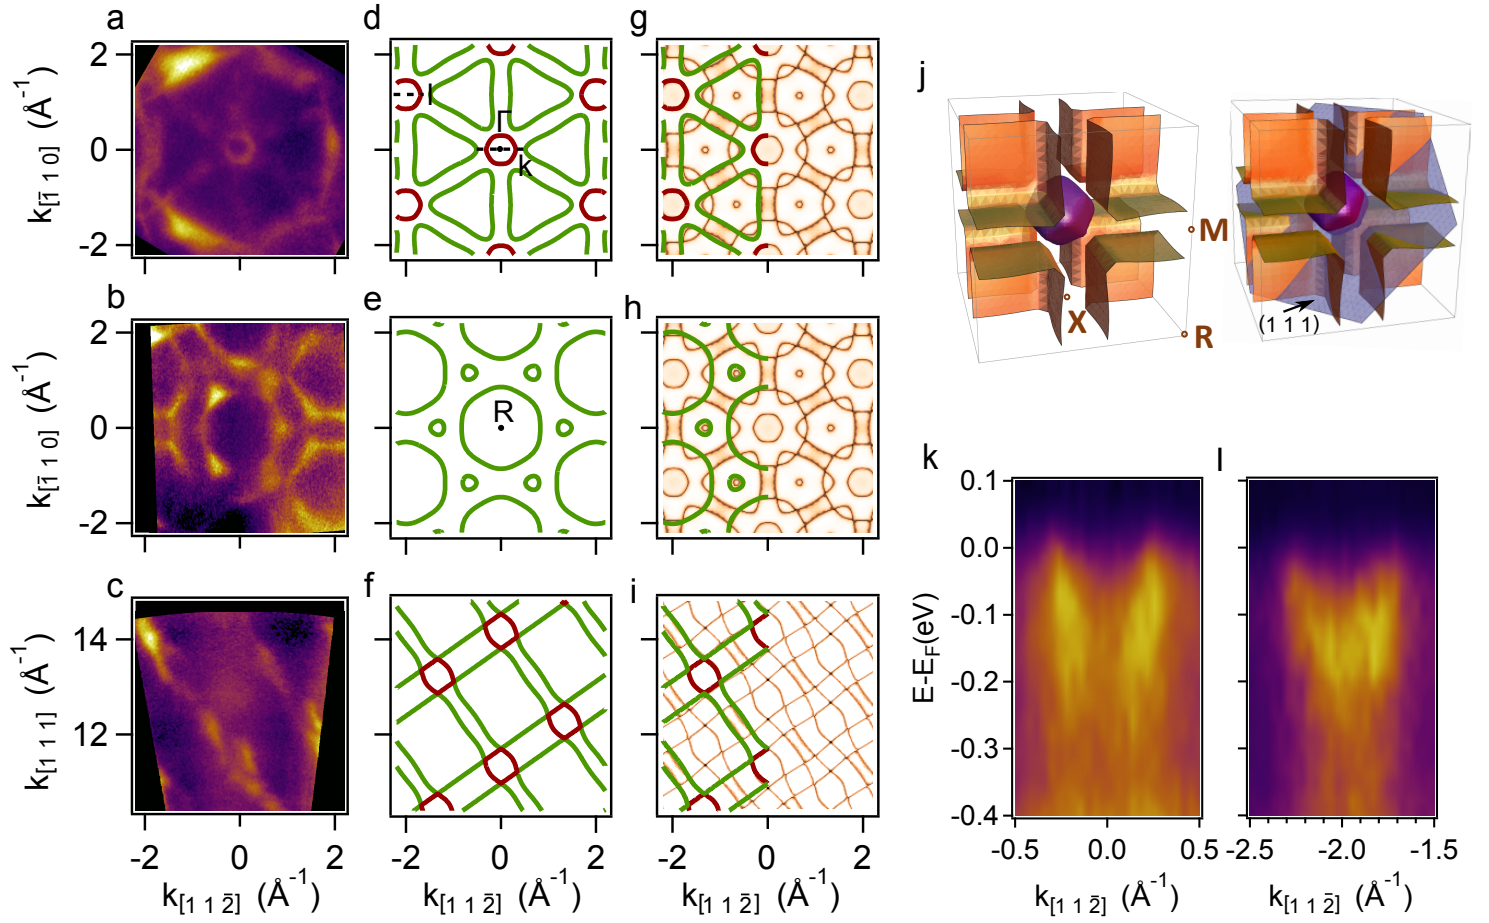 a
d
g
j
2
0
-2
k[1̄ 1 0] (Å⁻¹)
l
Γ
k
M
X
R
(1 1 1)
b
e
h
2
0
-2
k[1̄ 1 0] (Å⁻¹)
R
c
f
i
14
12
k[1 1 1] (Å⁻¹)
-2 0 2
-2 0 2
-2 0 2
k[1 1 2̄] (Å⁻¹)
k[1 1 2̄] (Å⁻¹)
k[1 1 2̄] (Å⁻¹)
k
l
0.1
0.0
-0.1
-0.2
-0.3
-0.4
E-EF(eV)
-0.5 0.0 0.5
-2.5 -2.0 -1.5
k[1 1 2̄] (Å⁻¹)
k[1 1 2̄] (Å⁻¹)